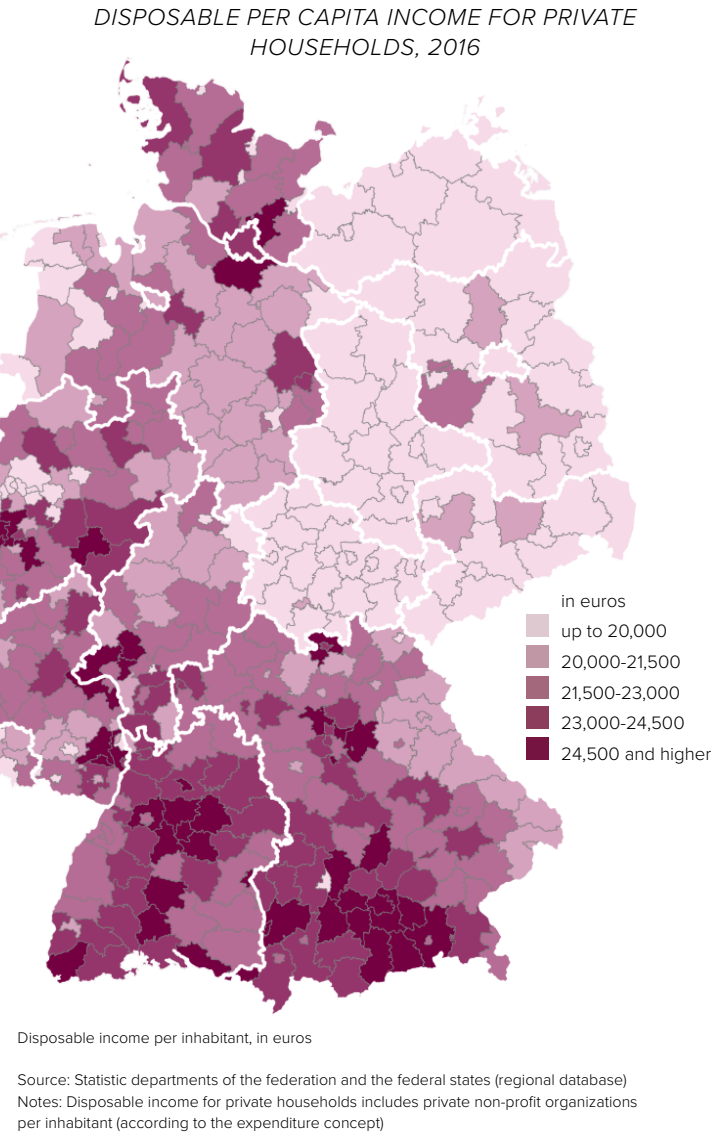 DISPOSABLE PER CAPITA INCOME FOR PRIVATE
HOUSEHOLDS, 2016
in euros
up to 20,000
20,000-21,500
21,500-23,000
23,000-24,500
24,500 and higher
Disposable income per inhabitant, in euros
Source: Statistic departments of the federation and the federal states (regional database)
Notes: Disposable income for private households includes private non-profit organizations
per inhabitant (according to the expenditure concept)